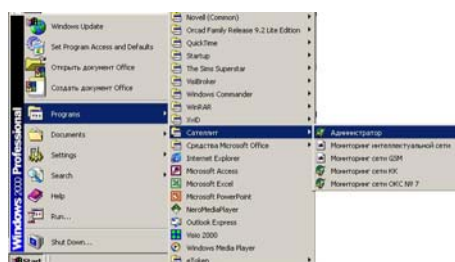 Windows 2000 Professional
Windows Update
Set Program Access and Defaults
Открыть документ Office
Создать документ Office
Programs
Documents
Settings
Search
Help
Run...
Shut Down...
Start
Novell (Common)
Orcad Family Release 9.2 Lite Edition
QuickTime
Startup
The Sims Superstar
VisiBroker
Windows Commander
WinRAR
XviD
Сателлит
Средства Microsoft Office
Internet Explorer
Microsoft Access
Microsoft Excel
Microsoft PowerPoint
NeroMediaPlayer
Outlook Express
Visio 2000
Windows Media Player
eToken
Администратор
Мониторинг интеллектуальной сети
Мониторинг сети GSM
Мониторинг сети КК
Мониторинг сети ОКС № 7